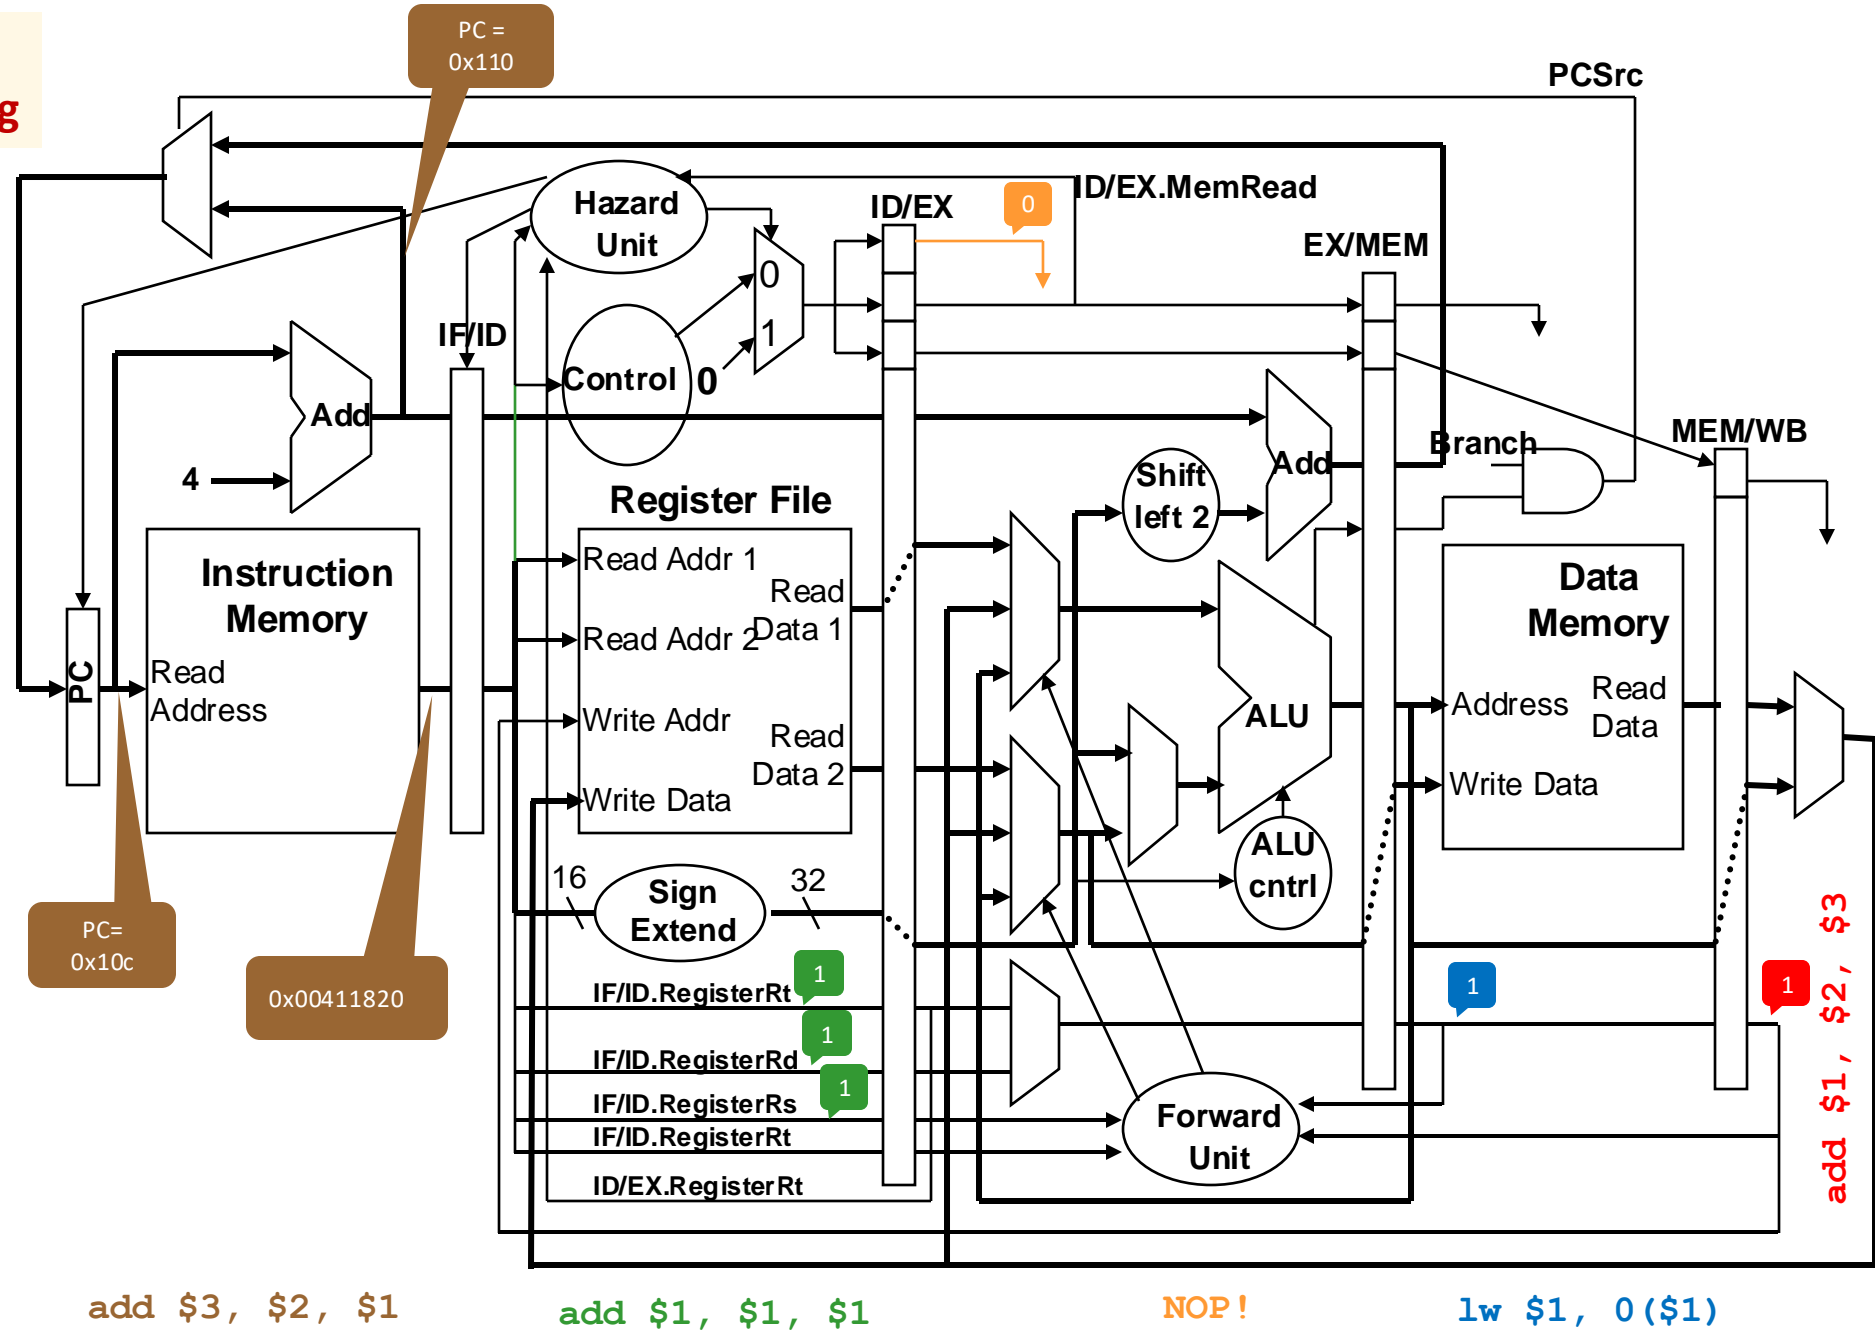 g
PC =
0x110
PCSrc
Hazard
Unit
ID/EX.MemRead
ID/EX
0
EX/MEM
0
1
IF/ID
Control
0
Add
4
Branch
MEM/WB
Shift
left 2
Add
Register File
Instruction
Memory
Read Addr 1
Read
Data 1
Read Addr 2
Data
Memory
PC
Read
Address
Write Addr
Read
Data 2
Write Data
ALU
Address
Read
Data
Write Data
ALU
cntrl
16
Sign
Extend
32
PC=
0x10c
0x00411820
IF/ID.RegisterRt
1
IF/ID.RegisterRd
1
IF/ID.RegisterRs
1
IF/ID.RegisterRt
ID/EX.RegisterRt
Forward
Unit
1
1
add $1, $2, $3
add $3, $2, $1
add $1, $1, $1
NOP!
lw $1, 0($1)